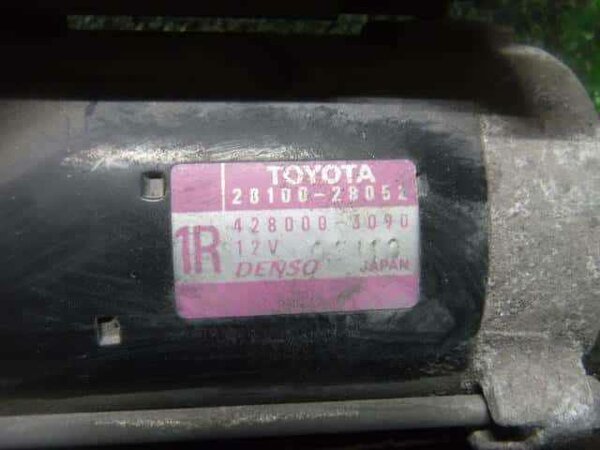 TOYOTA
28100-28052
428000-3090
1R
12V
DENSO JAPAN